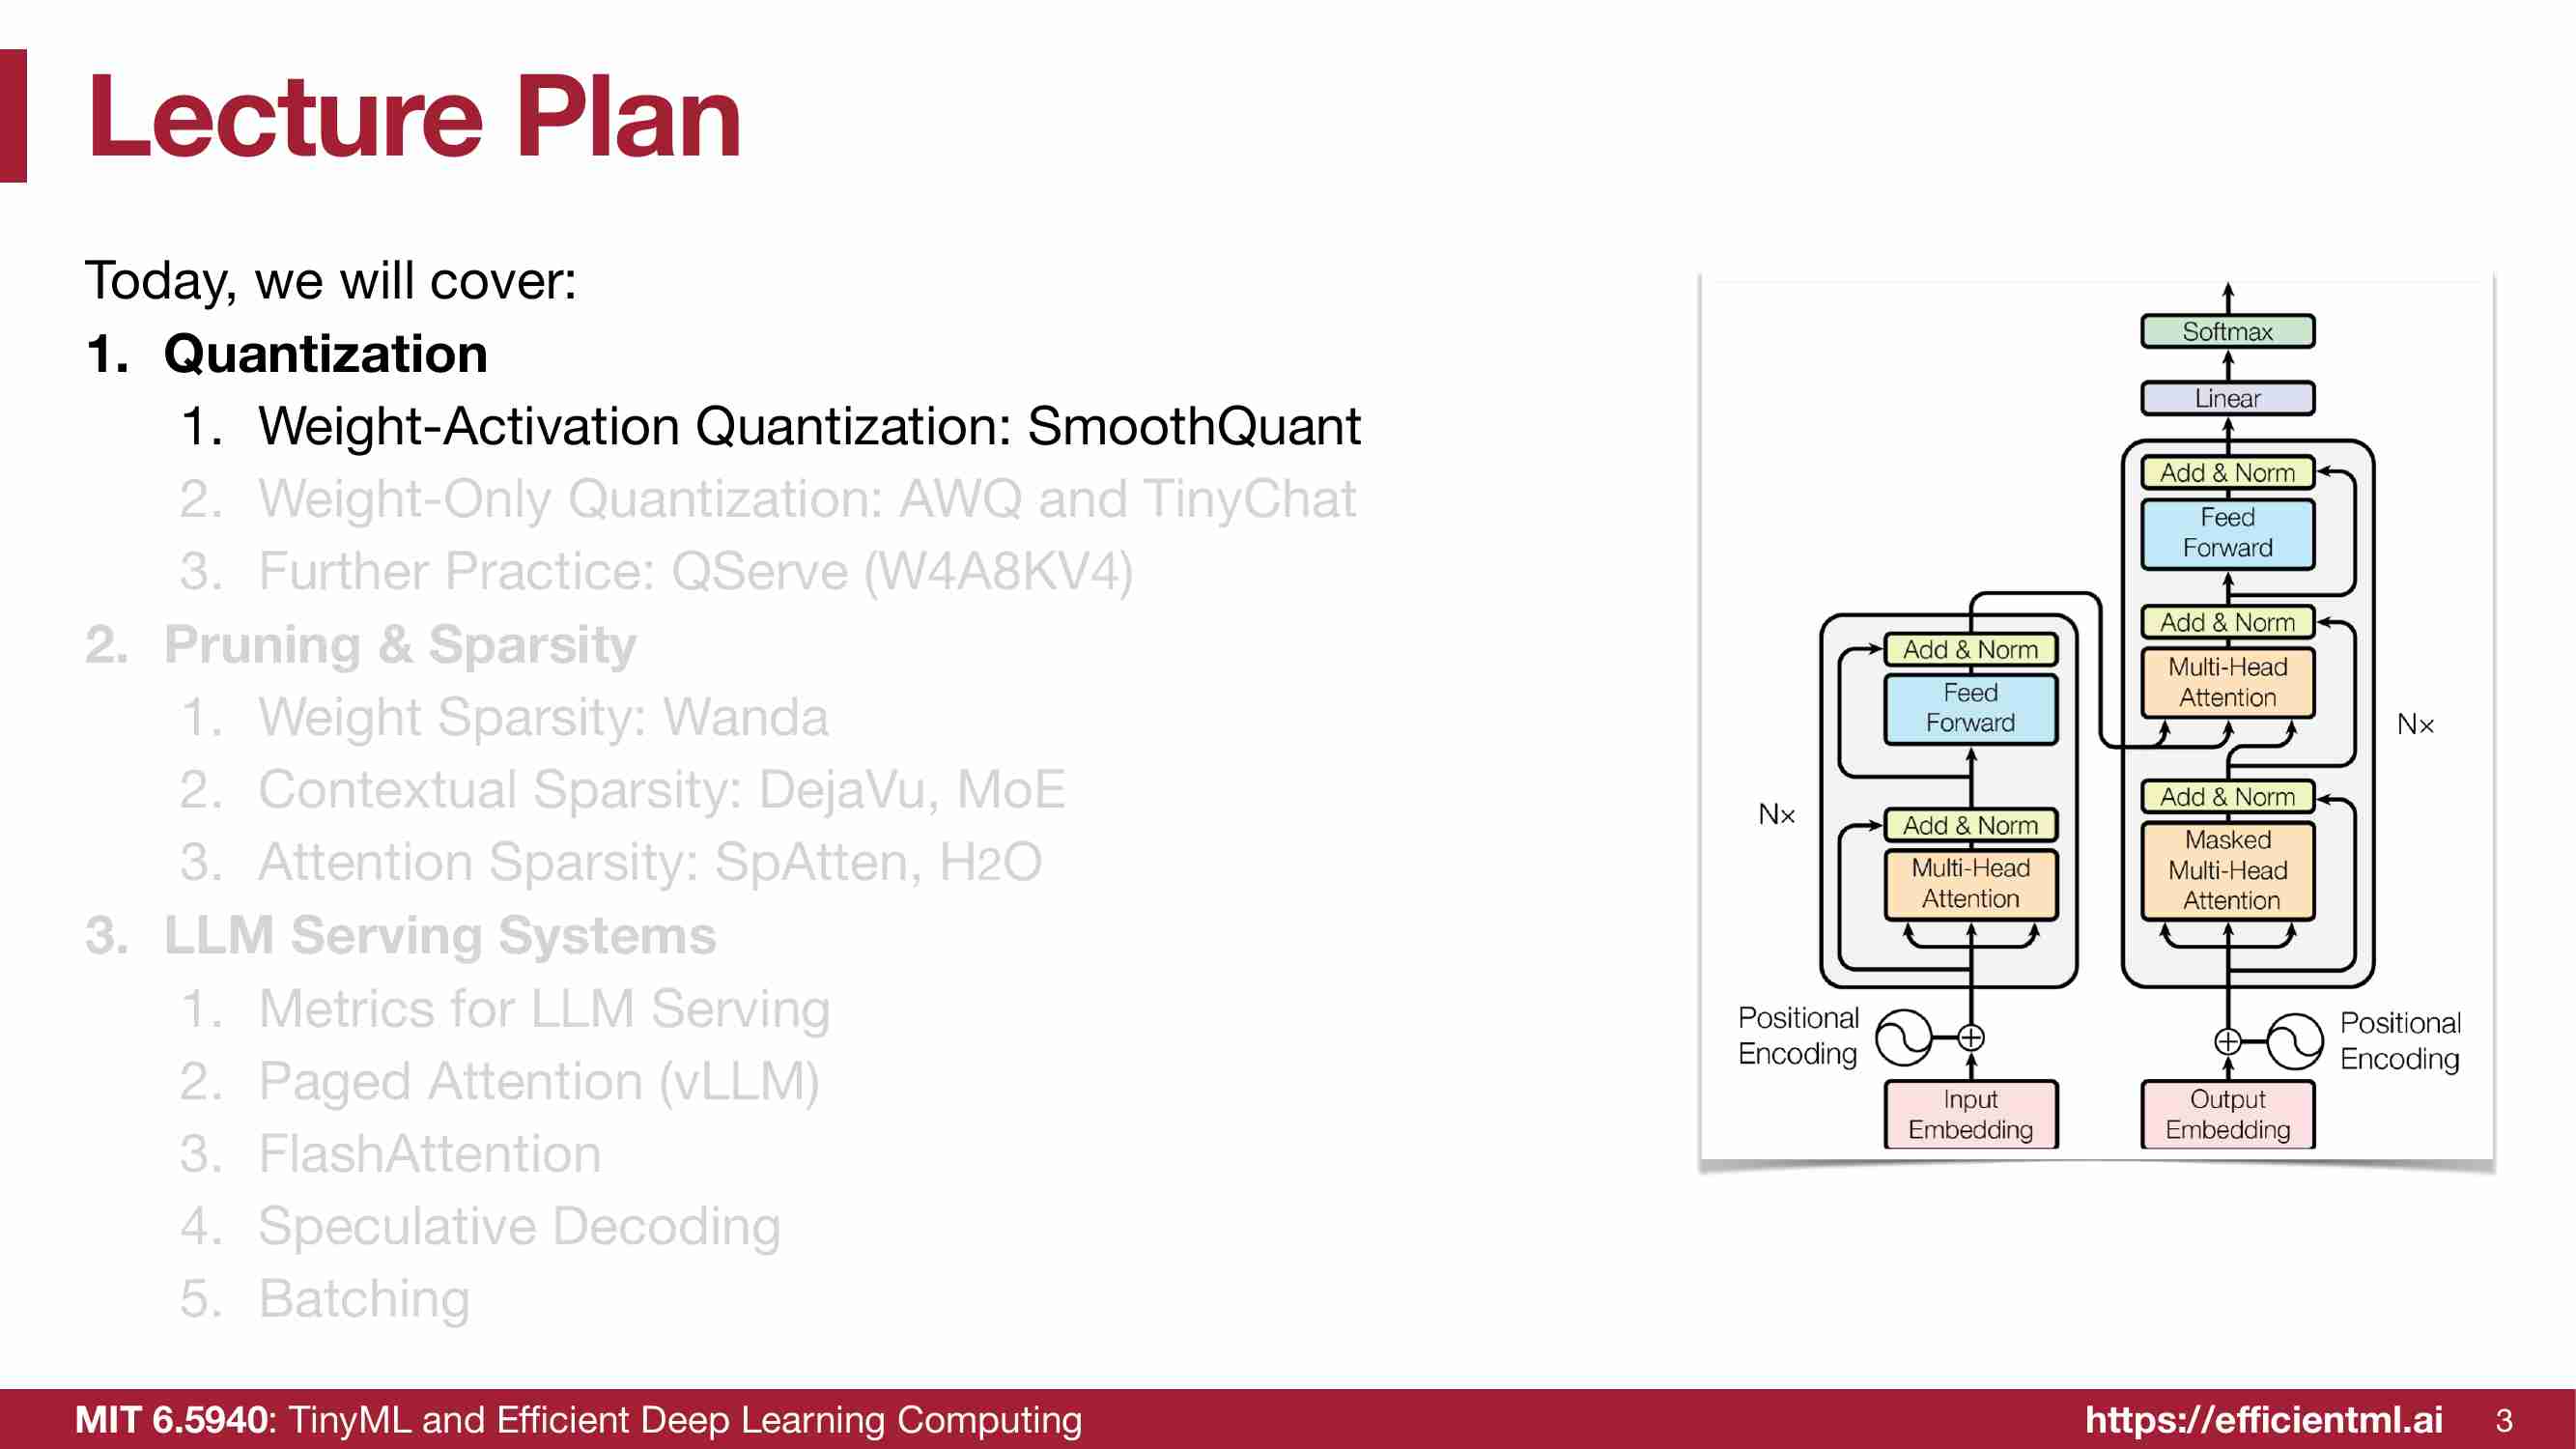 Lecture Plan
Today, we will cover:
1. Quantization
1. Weight-Activation Quantization: SmoothQuant
2. Weight-Only Quantization: AWQ and TinyChat
3. Further Practice: QServe (W4A8KV4)
2. Pruning & Sparsity
1. Weight Sparsity: Wanda
2. Contextual Sparsity: DejaVu, MoE
3. Attention Sparsity: SpAtten, H2O
3. LLM Serving Systems
1. Metrics for LLM Serving
2. Paged Attention (vLLM)
3. FlashAttention
4. Speculative Decoding
5. Batching
Softmax
Linear
Add & Norm
Feed
Forward
Add & Norm
Multi-Head
Attention
Nx
Add & Norm
Masked
Multi-Head
Attention
Add & Norm
Feed
Forward
Nx
Add & Norm
Multi-Head
Attention
Positional
Encoding
Positional
Encoding
Input
Embedding
Output
Embedding
MIT 6.5940: TinyML and Efficient Deep Learning Computing
https://efficientml.ai
3